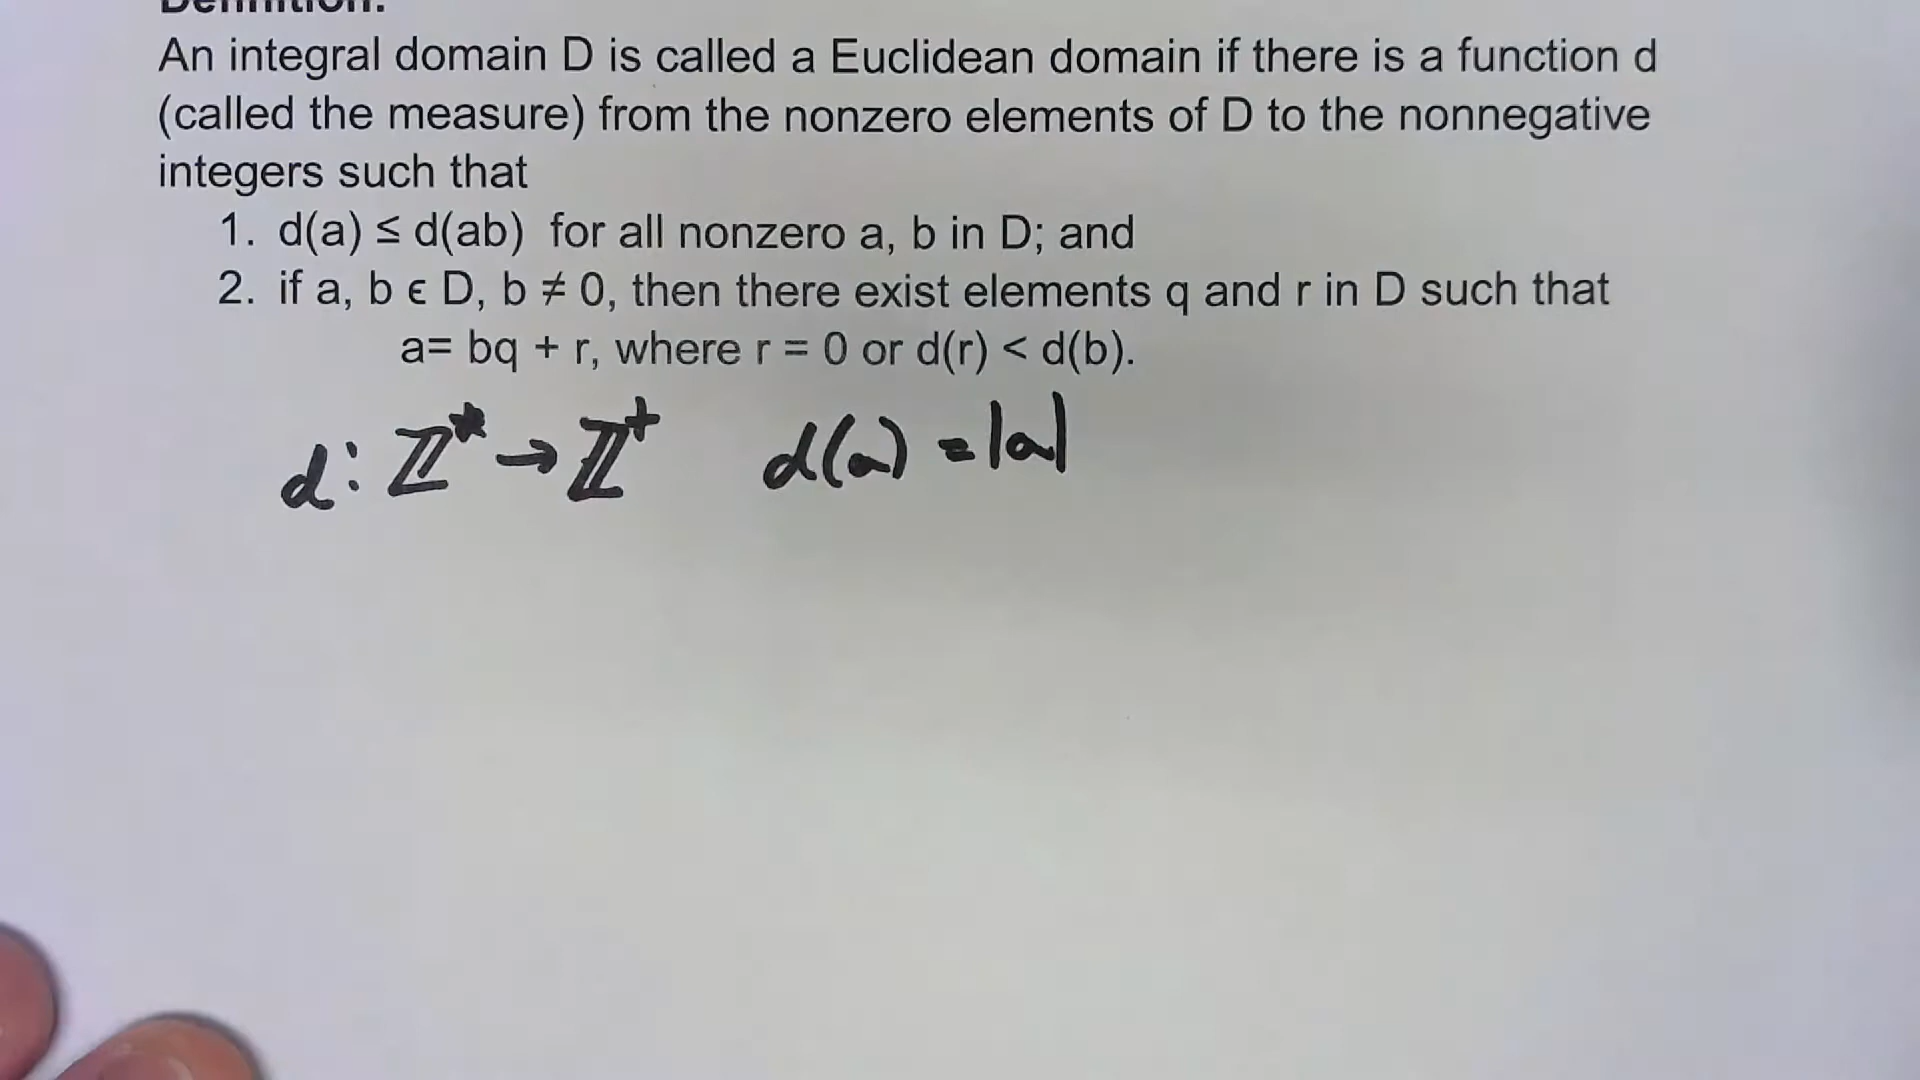 Definition:
An integral domain D is called a Euclidean domain if there is a function d
(called the measure) from the nonzero elements of D to the nonnegative
integers such that
1. d(a) ≤ d(ab) for all nonzero a, b in D; and
2. if a, b ϵ D, b ≠ 0, then there exist elements q and r in D such that
a= bq + r, where r = 0 or d(r) < d(b).
d: ℤ* → ℤ⁺ d(a) = |a|